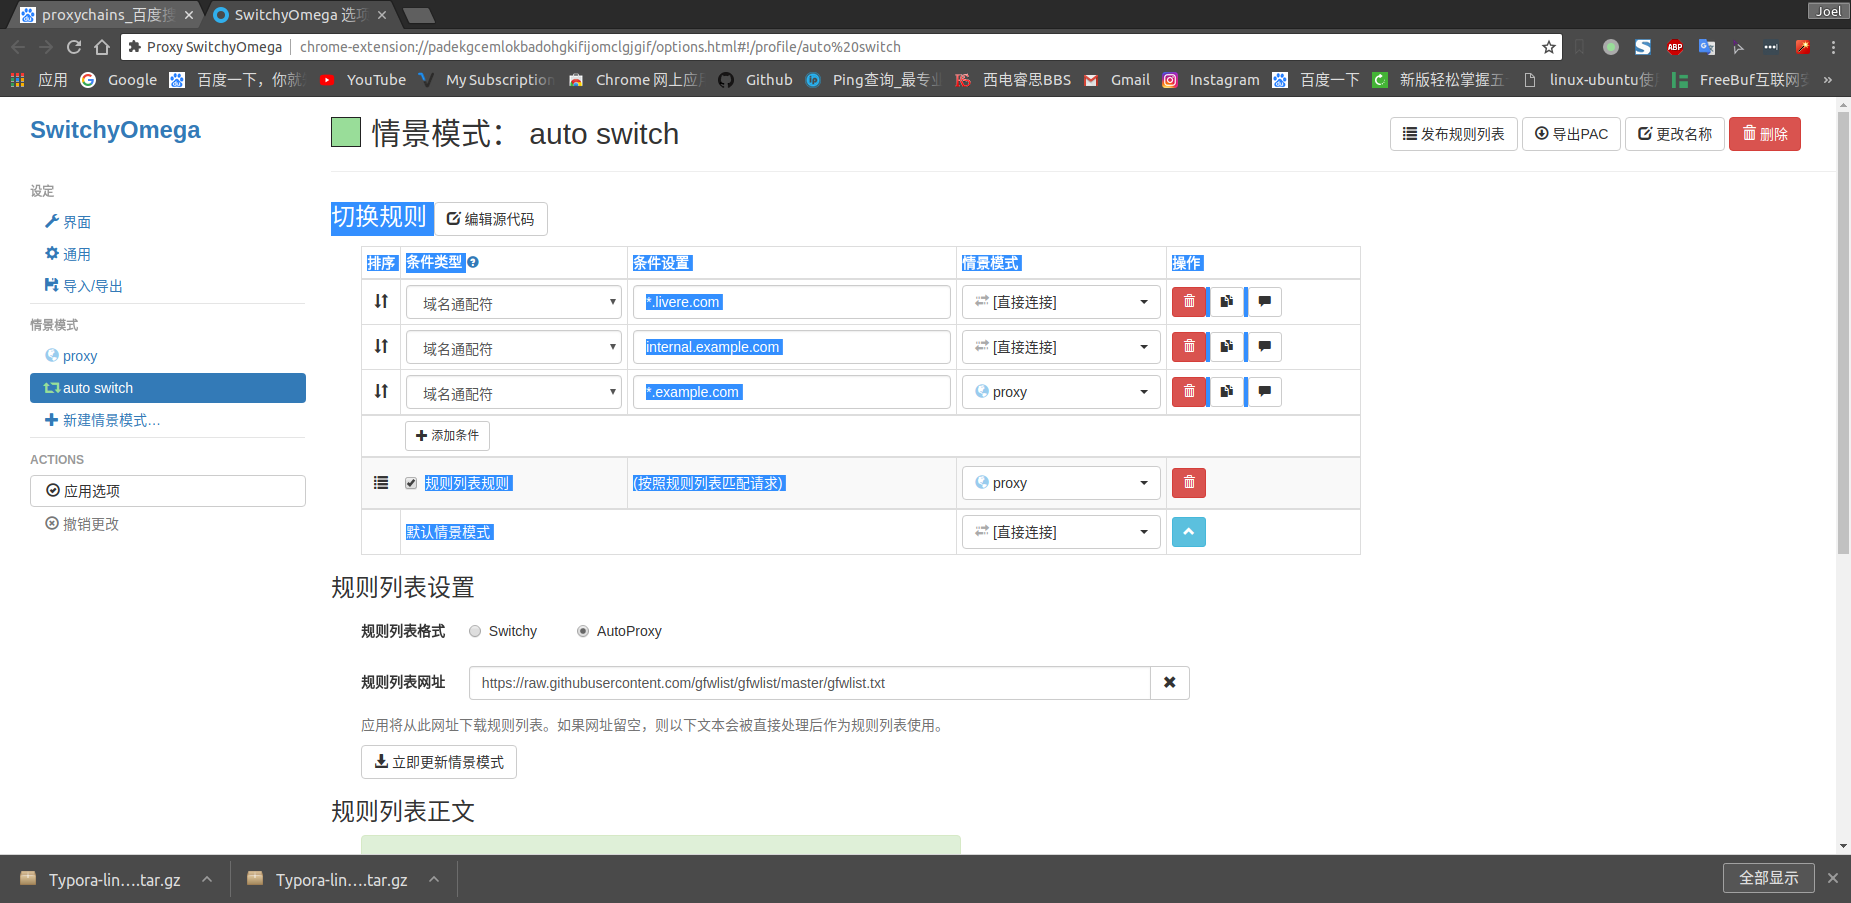 proxychains_百度搜
SwitchyOmega 选项
Joel
Proxy SwitchyOmega
chrome-extension://padekgcemlokbadohgkifijomclgjgif/options.html#!/profile/auto%20switch
ABP
应用
Google
百度一下，你就
YouTube
My Subscription
Chrome 网上应
Github
Ping查询_最专业
西电睿思BBS
Gmail
Instagram
百度一下
新版轻松掌握五
linux-ubuntu使
FreeBuf互联网安
»
SwitchyOmega
情景模式： auto switch
发布规则列表
导出PAC
更改名称
删除
设定
界面
通用
导入/导出
情景模式
proxy
auto switch
新建情景模式…
ACTIONS
应用选项
撤销更改
切换规则
编辑源代码
排序 条件类型 条件设置 情景模式 操作
域名通配符 *.livere.com [直接连接]
域名通配符 internal.example.com [直接连接]
域名通配符 *.example.com proxy
添加条件
规则列表规则 (按照规则列表匹配请求) proxy
默认情景模式 [直接连接]
规则列表设置
规则列表格式 Switchy AutoProxy
规则列表网址 https://raw.githubusercontent.com/gfwlist/gfwlist/master/gfwlist.txt
应用将从此网址下载规则列表。如果网址留空，则以下文本会被直接处理后作为规则列表使用。
立即更新情景模式
规则列表正文
Typora-lin….tar.gz
Typora-lin….tar.gz
全部显示